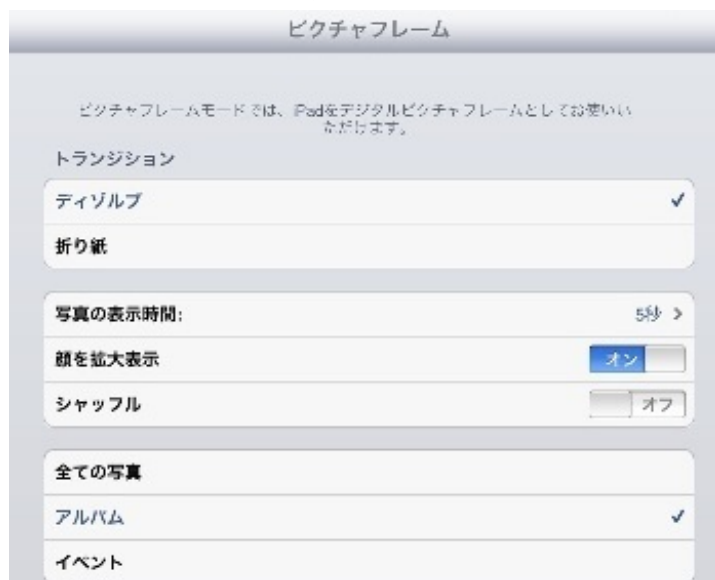 ピクチャフレーム
ピクチャフレームモードでは、iPadをデジタルピクチャフレームとしてお使いい
ただけます。
トランジション
ディゾルブ ✓
折り紙
写真の表示時間: 5秒 >
顔を拡大表示 オン
シャッフル オフ
全ての写真
アルバム ✓
イベント